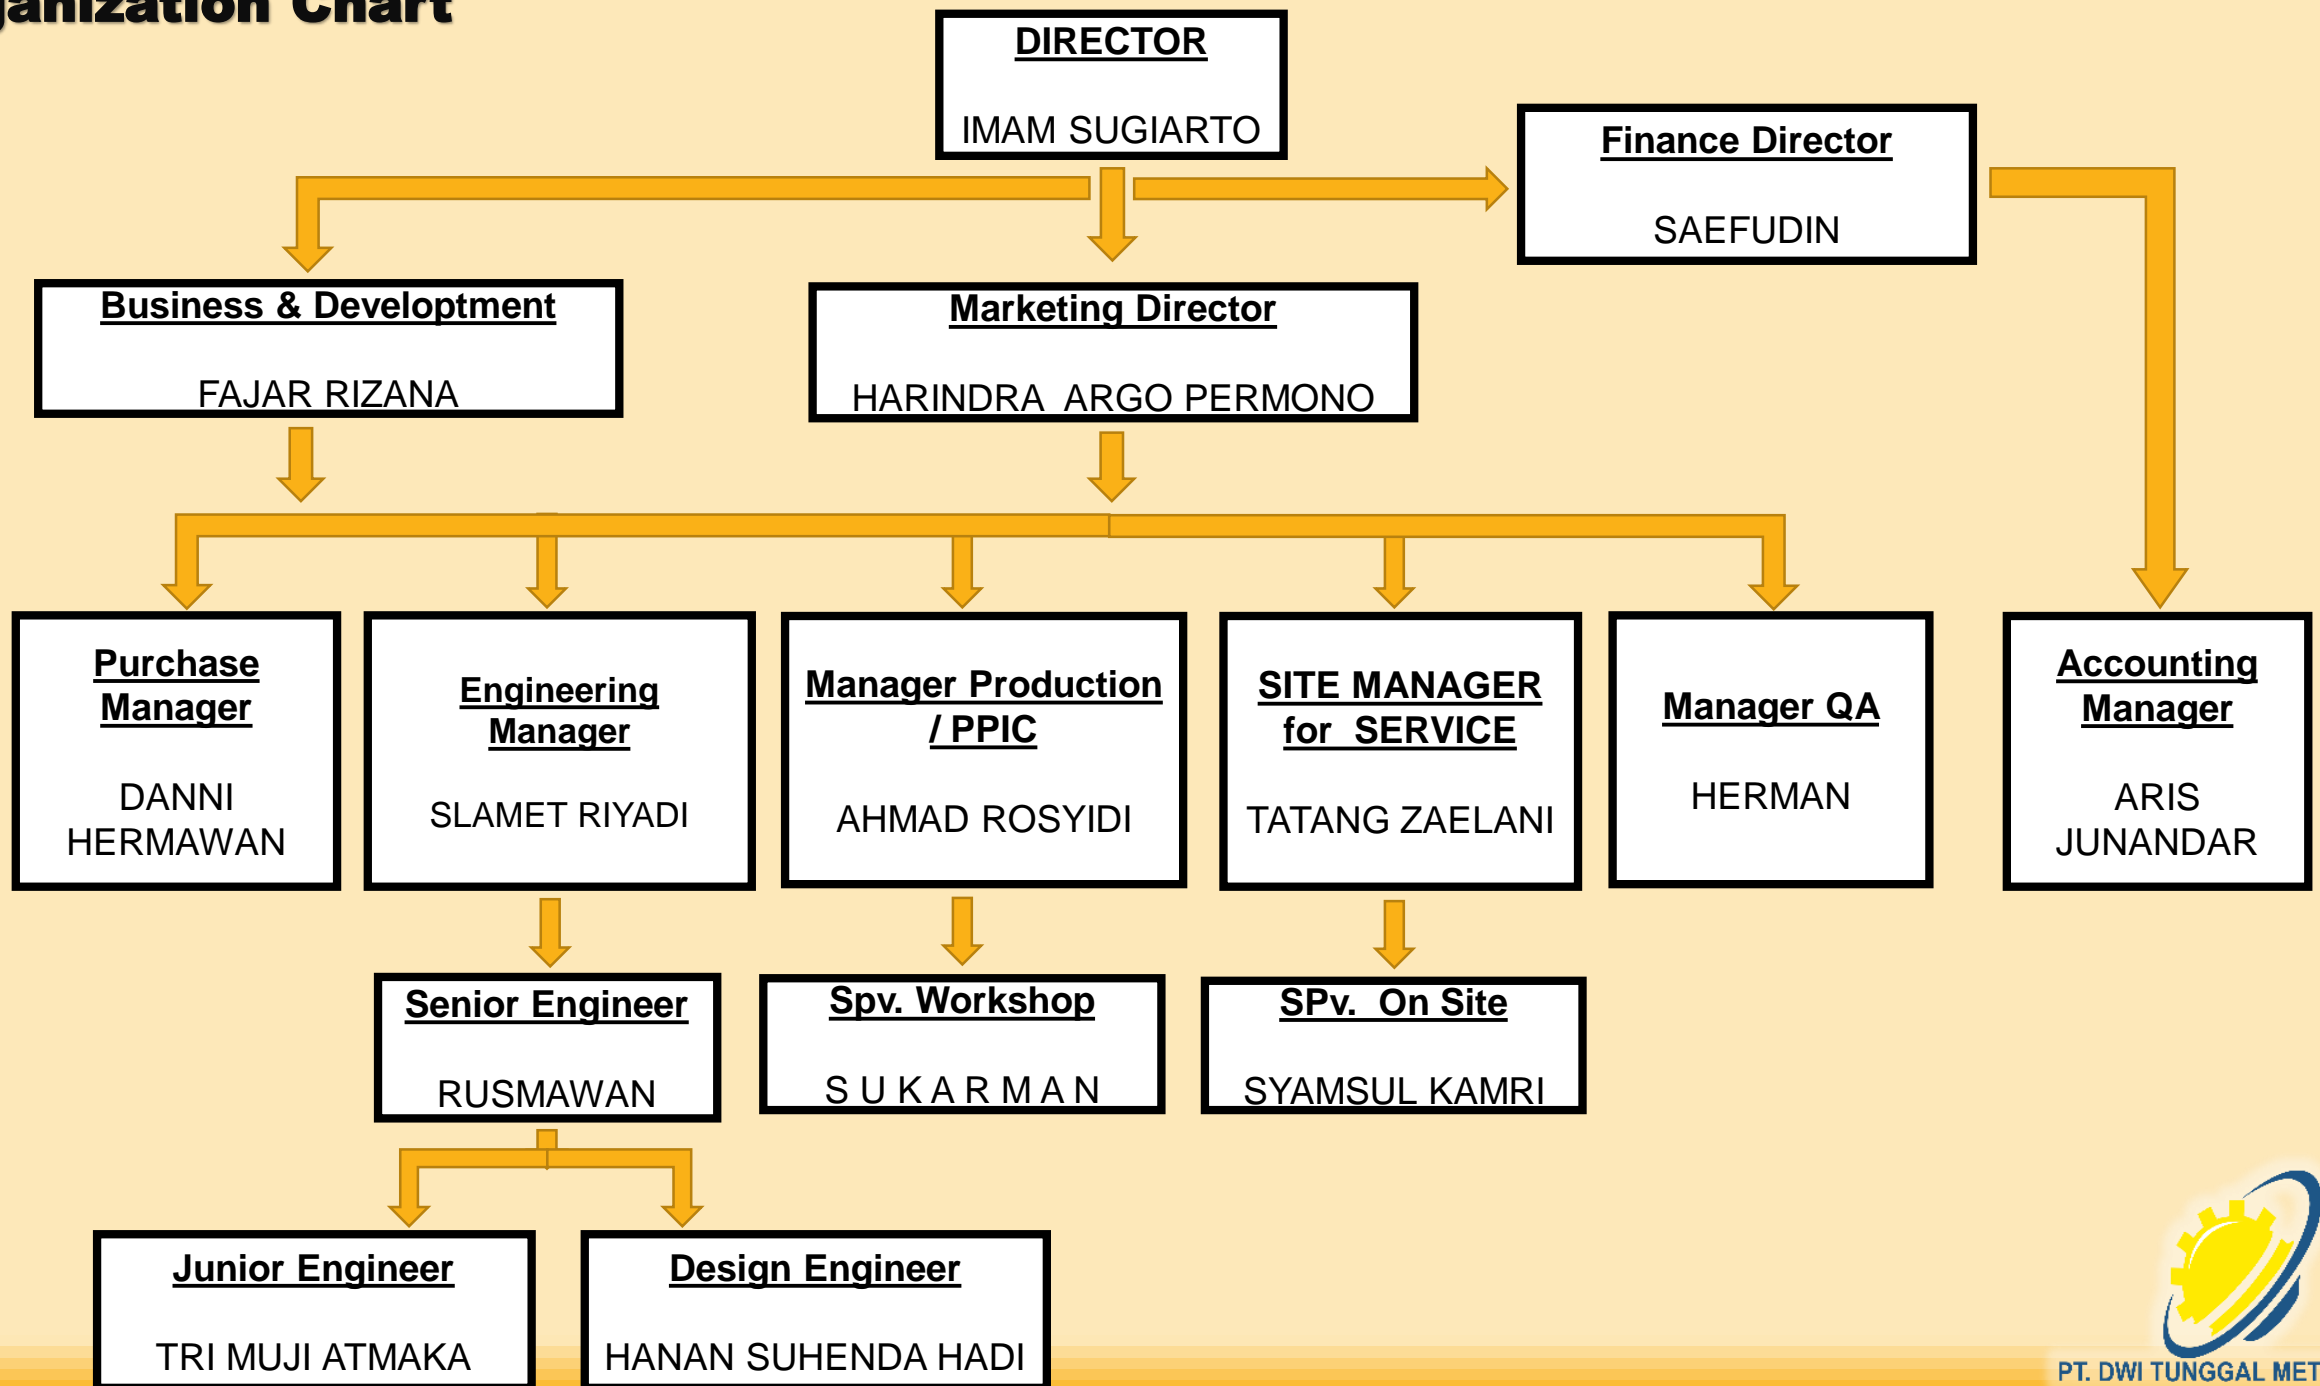 ganization Chart
DIRECTOR
IMAM SUGIARTO
Finance Director
SAEFUDIN
Business & Developtment
FAJAR RIZANA
Marketing Director
HARINDRA  ARGO PERMONO
Purchase
Manager
DANNI
HERMAWAN
Engineering
Manager
SLAMET RIYADI
Manager Production
/ PPIC
AHMAD ROSYIDI
SITE MANAGER
for  SERVICE
TATANG ZAELANI
Manager QA
HERMAN
Accounting
Manager
ARIS
JUNANDAR
Senior Engineer
RUSMAWAN
Spv. Workshop
S U K A R M A N
SPv.  On Site
SYAMSUL KAMRI
Junior Engineer
TRI MUJI ATMAKA
Design Engineer
HANAN SUHENDA HADI
PT. DWI TUNGGAL MET